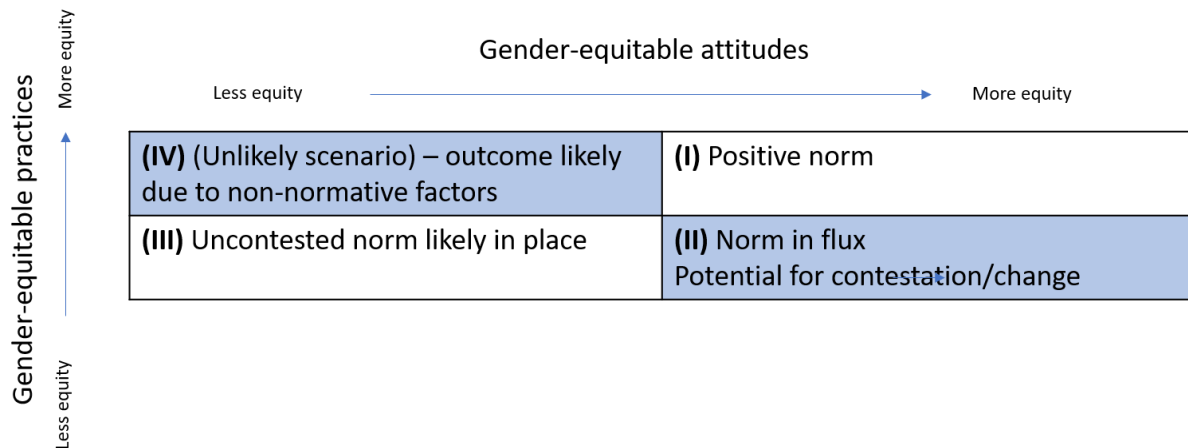 Gender-equitable attitudes
Less equity
More equity
Gender-equitable practices
More equity
Less equity
(IV) (Unlikely scenario) – outcome likely
due to non-normative factors
(I) Positive norm
(III) Uncontested norm likely in place
(II) Norm in flux
Potential for contestation/change